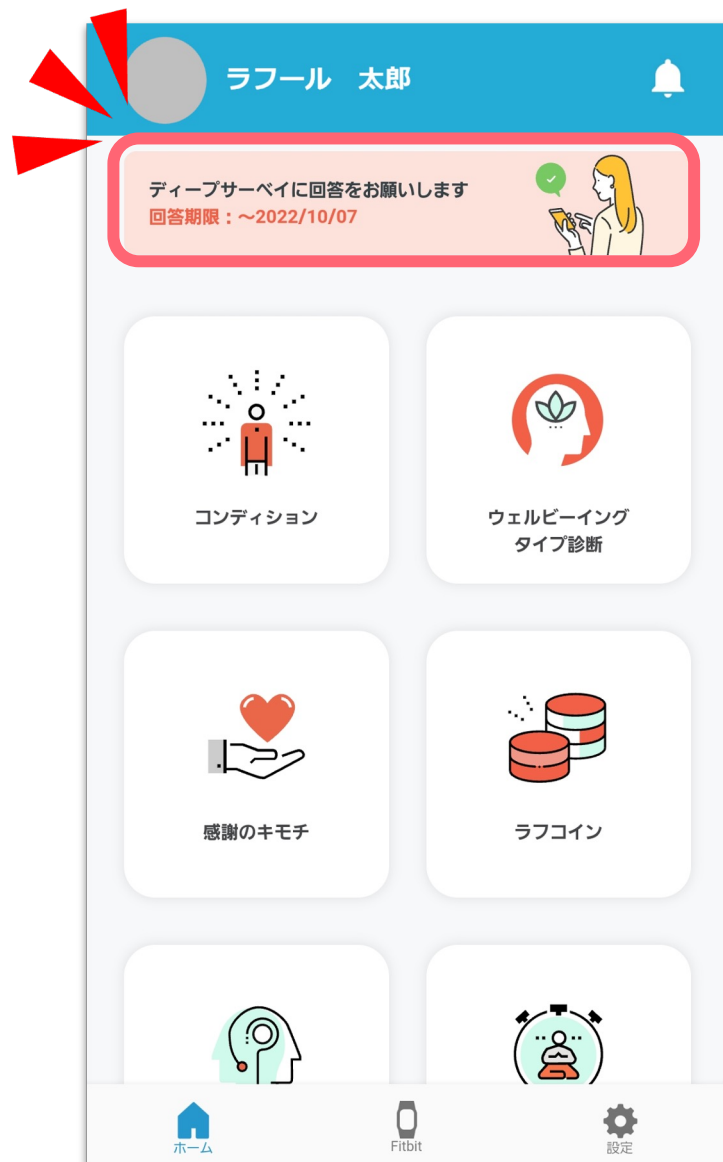 ラフール　太郎
ディープサーベイに回答をお願いします
回答期限：～2022/10/07
コンディション
ウェルビーイング
タイプ診断
感謝のキモチ
ラフコイン
ホーム
Fitbit
設定